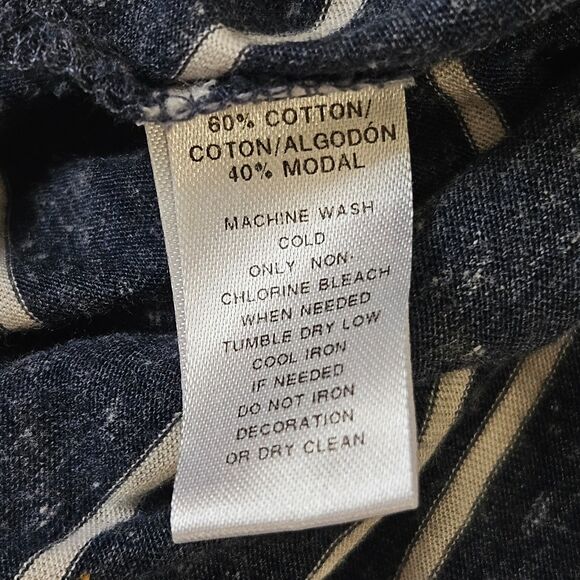 60% COTTON/
COTON/ALGODÓN
40% MODAL
MACHINE WASH
COLD
ONLY NON-
CHLORINE BLEACH
WHEN NEEDED
TUMBLE DRY LOW
COOL IRON
IF NEEDED
DO NOT IRON
DECORATION
OR DRY CLEAN